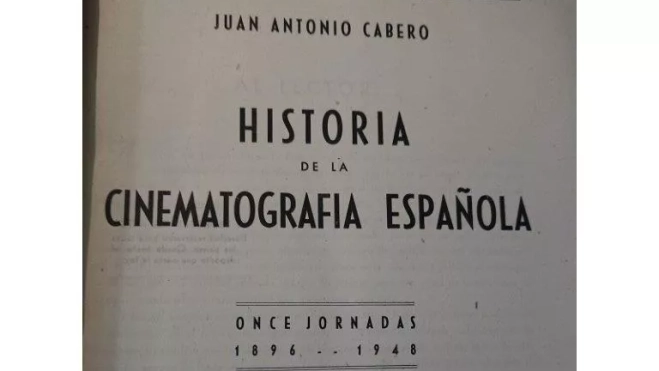 JUAN ANTONIO CABERO
HISTORIA
DE LA
CINEMATOGRAFIA ESPAÑOLA
ONCE JORNADAS
1896 -- 1948